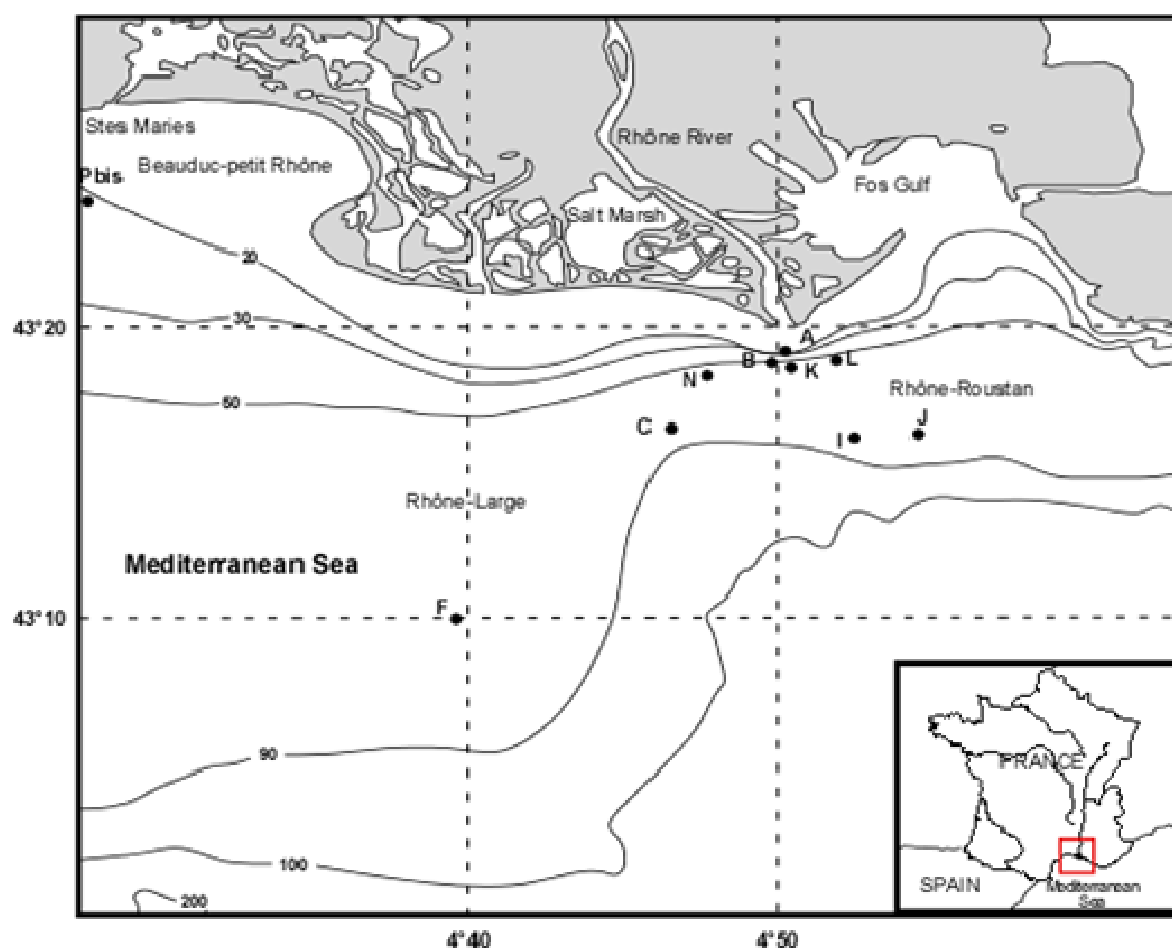 Stes Maries
Rhône River
Beauduc-petit Rhône
Pbis
Fos Gulf
Salt Marsh
20
30
43°20
A
B
L
K
N
Rhône-Roustan
50
C
J
I
Rhône-Large
Mediterranean Sea
F
43°10
90
100
200
FRANCE
SPAIN
Mediterranean
Sea
4°40
4°50